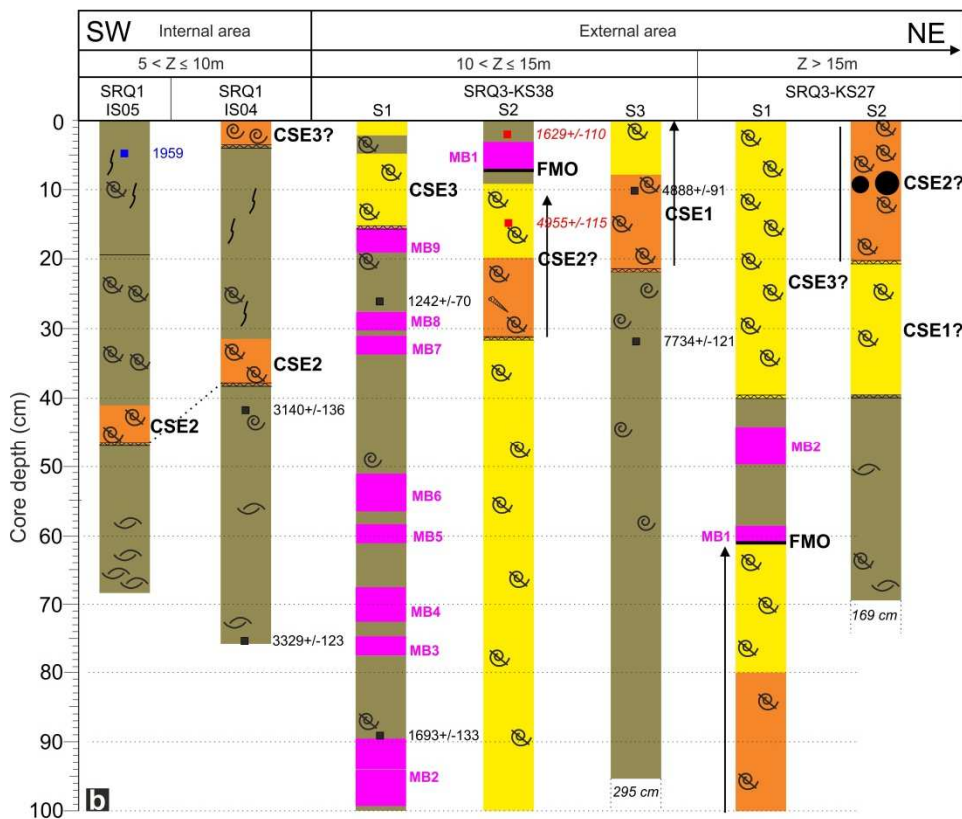 SW Internal area External area NE
5 < Z ≤ 10m 10 < Z ≤ 15m Z > 15m
SRQ1 SRQ1 SRQ3-KS38 SRQ3-KS27
IS05 IS04 S1 S2 S3 S1 S2
Core depth (cm)
0
10
20
30
40
50
60
70
80
90
100
1959
CSE2
CSE3?
CSE2
3140+/-136
3329+/-123
CSE3
MB9
1242+/-70
MB8
MB7
MB6
MB5
MB4
MB3
1693+/-133
MB2
1629+/-110
MB1
FMO
4955+/-115
CSE2?
4888+/-91
CSE1
7734+/-121
295 cm
CSE3?
MB2
MB1
FMO
CSE2?
CSE1?
169 cm
b